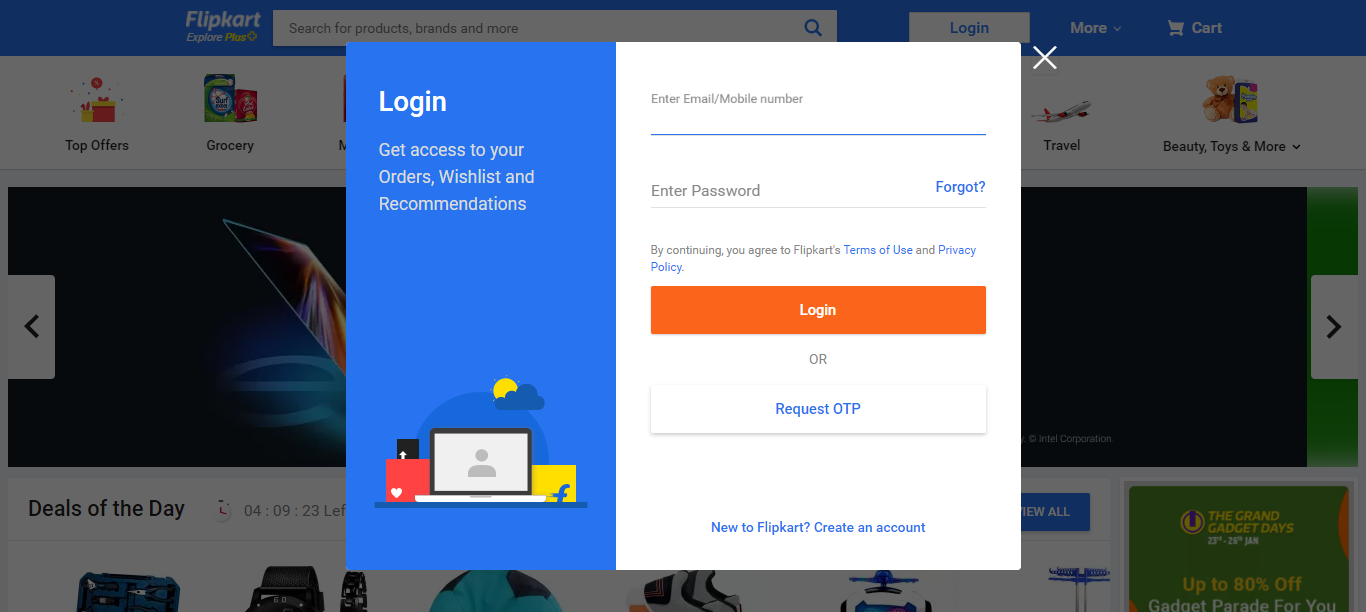 Flipkart
Explore Plus
Search for products, brands and more
Login
More
Cart
Top Offers
Grocery
M
Travel
Beauty, Toys & More
Login
Get access to your
Orders, Wishlist and
Recommendations
Enter Email/Mobile number
Enter Password
Forgot?
By continuing, you agree to Flipkart's Terms of Use and Privacy
Policy.
Login
OR
Request OTP
New to Flipkart? Create an account
y. © Intel Corporation.
Deals of the Day
04 : 09 : 23 Lef
VIEW ALL
THE GRAND
GADGET DAYS
23RD - 26TH JAN
Up to 80% Off
Gadget Parade For You